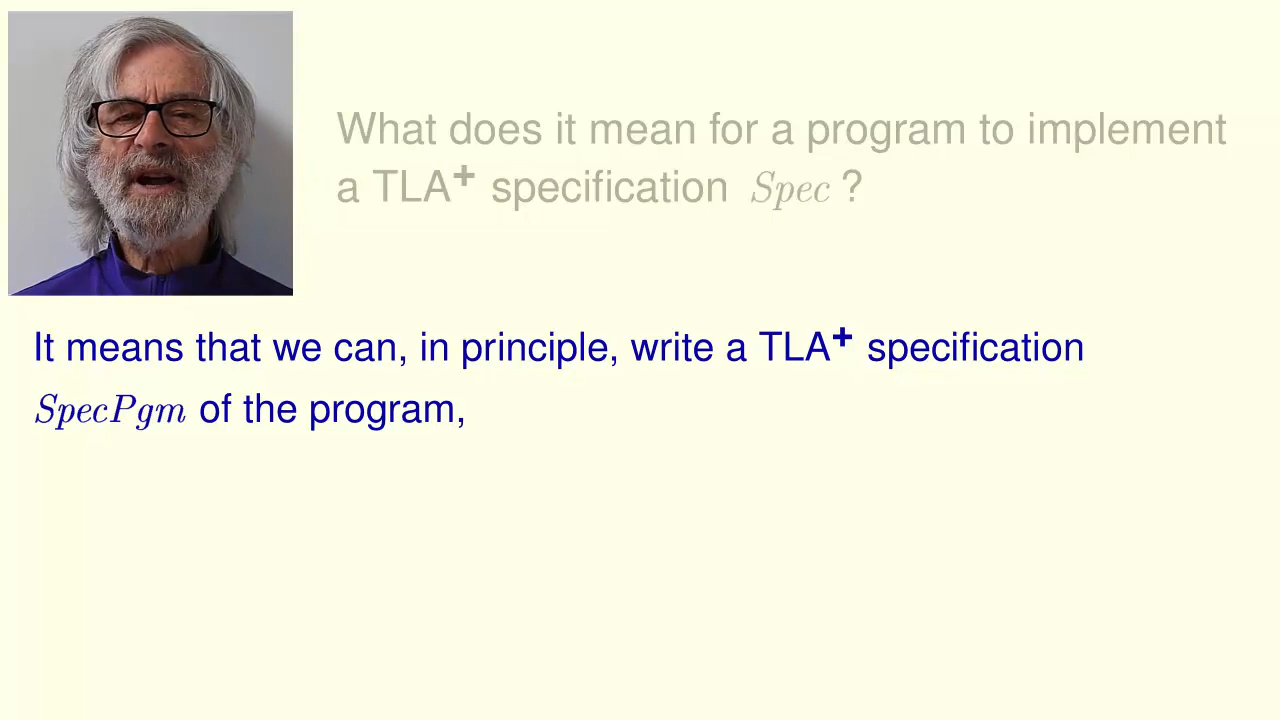 What does it mean for a program to implement
a TLA+ specification Spec ?
It means that we can, in principle, write a TLA+ specification
SpecPgm of the program,